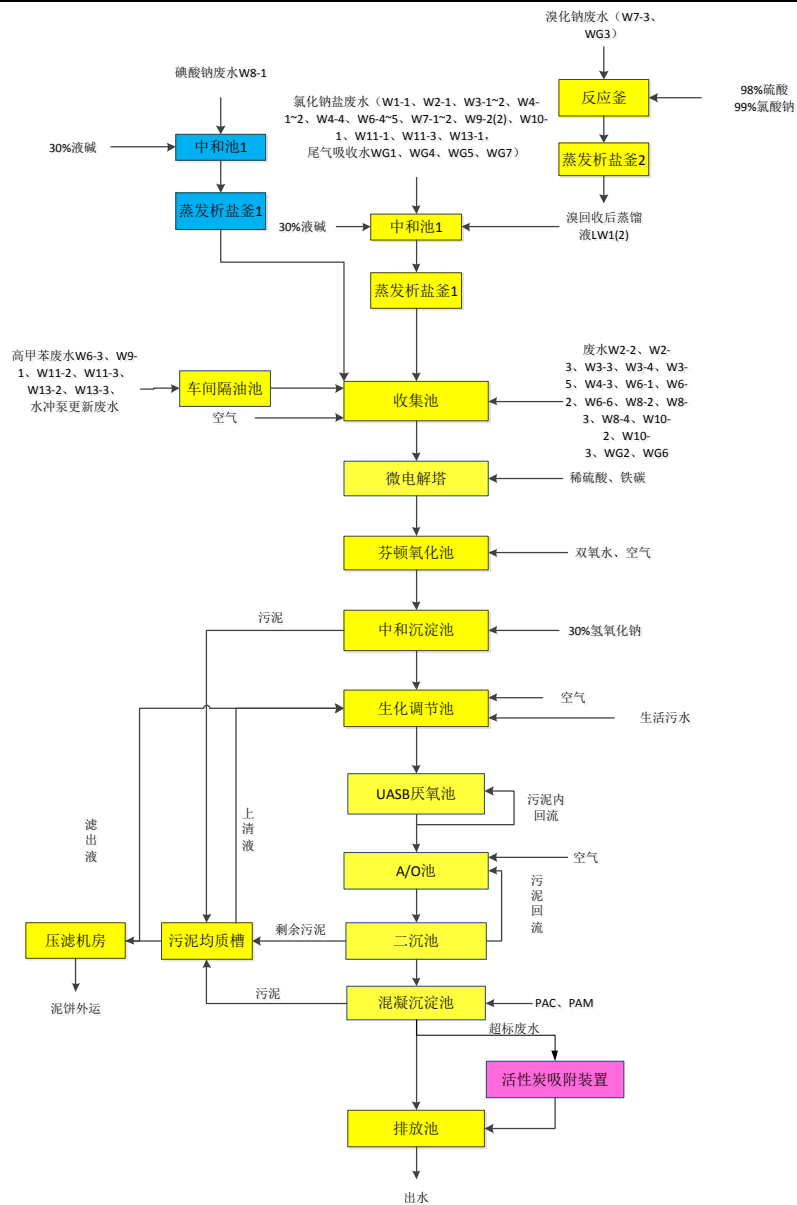 溴化钠废水（W7-3、
WG3）
碘酸钠废水W8-1
98%硫酸
99%氯酸钠
反应釜
氯化钠盐废水（W1-1、W2-1、W3-1~2、W4-
1~2、W4-4、W6-4~5、W7-1~2、W9-2(2)、W10-
1、W11-1、W11-3、W13-1，
尾气吸收水WG1、WG4、WG5、WG7）
30%液碱
中和池1
蒸发析盐釜2
蒸发析盐釜1
30%液碱
中和池1
溴回收后蒸馏
液LW1(2)
蒸发析盐釜1
高甲苯废水W6-3、W9-
1、W11-2、W11-3、
W13-2、W13-3、
水冲泵更新废水
车间隔油池
空气
收集池
废水W2-2、W2-
3、W3-3、W3-4、W3-
5、W4-3、W6-1、W6-
2、W6-6、W8-2、W8-
3、W8-4、W10-
2、W10-
3、WG2、WG6
微电解塔
稀硫酸、铁碳
芬顿氧化池
双氧水、空气
污泥
中和沉淀池
30%氢氧化钠
生化调节池
空气
生活污水
UASB厌氧池
污泥内
回流
滤出液
上清液
A/O池
空气
污泥回流
压滤机房
污泥均质槽
剩余污泥
二沉池
泥饼外运
污泥
混凝沉淀池
PAC、PAM
超标废水
活性炭吸附装置
排放池
出水